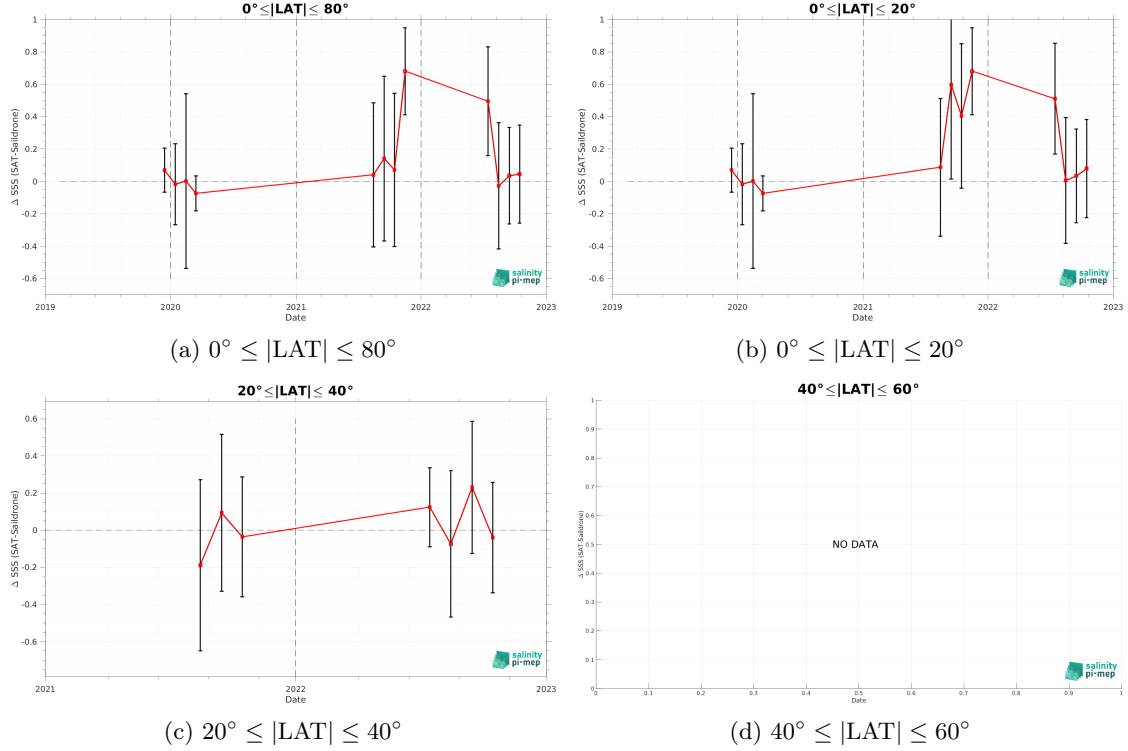 0°≤|LAT|≤ 80°
1
0.8
0.6
0.4
0.2
0
-0.2
-0.4
-0.6
Δ SSS (SAT-Saildrone)
2019
2020
2021
2022
2023
Date
salinity
pi-mep
(a) 0° ≤ |LAT| ≤ 80°
0°≤|LAT|≤ 20°
1
0.8
0.6
0.4
0.2
0
-0.2
-0.4
-0.6
Δ SSS (SAT-Saildrone)
2019
2020
2021
2022
2023
Date
salinity
pi-mep
(b) 0° ≤ |LAT| ≤ 20°
20°≤|LAT|≤ 40°
0.6
0.4
0.2
0
-0.2
-0.4
-0.6
Δ SSS (SAT-Saildrone)
2021
2022
2023
Date
salinity
pi-mep
(c) 20° ≤ |LAT| ≤ 40°
40°≤|LAT|≤ 60°
1
0.9
0.8
0.7
0.6
0.5
0.4
0.3
0.2
0.1
0
Δ SSS (SAT-Saildrone)
NO DATA
0
0.1
0.2
0.3
0.4
0.5
0.6
0.7
0.8
0.9
1
Date
salinity
pi-mep
(d) 40° ≤ |LAT| ≤ 60°